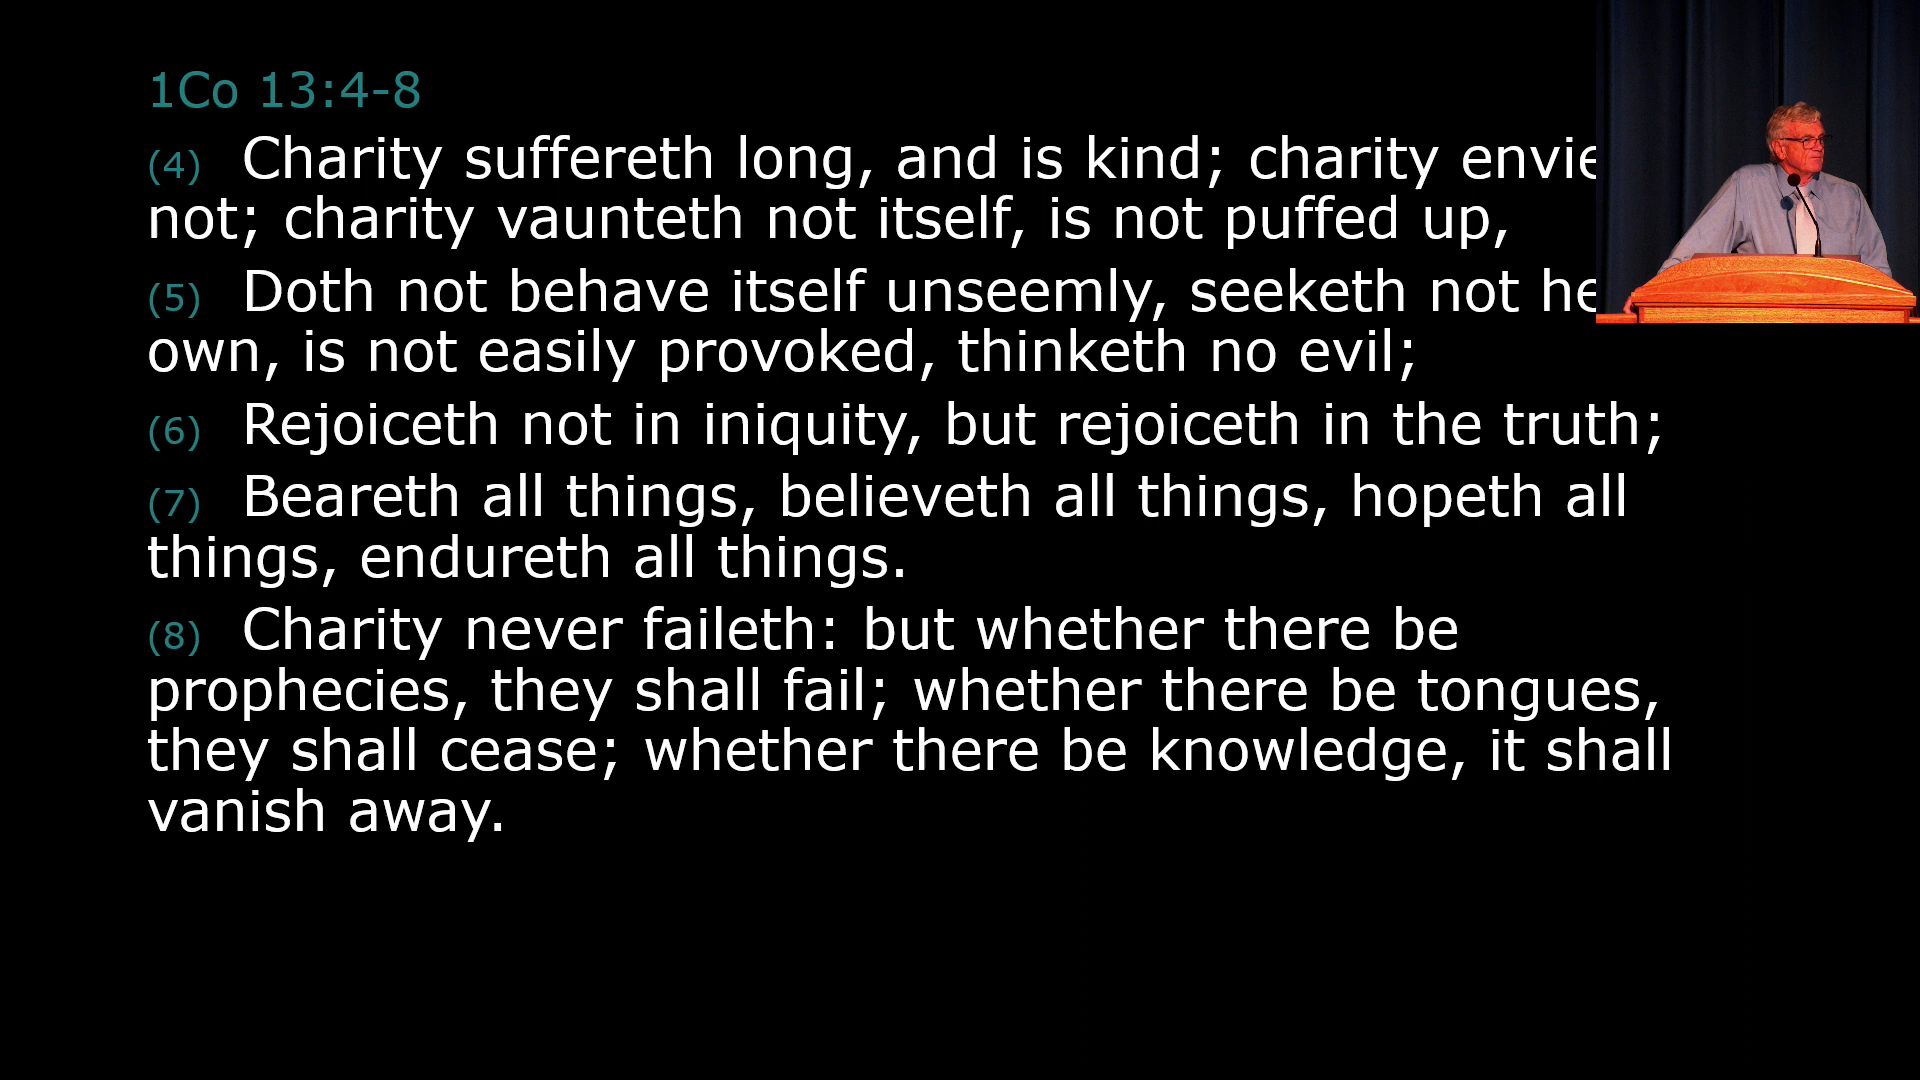 1Co 13:4-8
(4) Charity suffereth long, and is kind; charity
not; charity vaunteth not itself, is not puffed up,
(5) Doth not behave itself unseemly, seeketh not
own, is not easily provoked, thinketh no evil;
(6) Rejoiceth not in iniquity, but rejoiceth in the truth;
(7) Beareth all things, believeth all things, hopeth all
things, endureth all things.
(8) Charity never faileth: but whether there be
prophecies, they shall fail; whether there be tongues,
they shall cease; whether there be knowledge, it shall
vanish away.